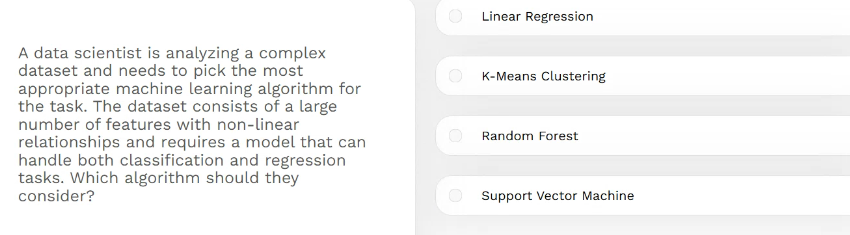 A data scientist is analyzing a complex
dataset and needs to pick the most
appropriate machine learning algorithm for
the task. The dataset consists of a large
number of features with non-linear
relationships and requires a model that can
handle both classification and regression
tasks. Which algorithm should they
consider?
Linear Regression
K-Means Clustering
Random Forest
Support Vector Machine